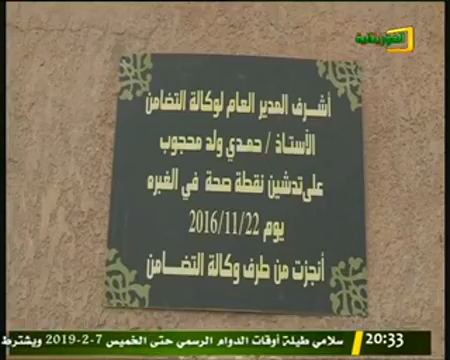 الموريتانية
أشرف المدير العام لوكالة التضامن
الأستاذ / حمدي ولد محجوب
على تدشين نقطة صحة في الغبره
يوم 2016/11/22
أنجزت من طرف وكالة التضامن
سلامي طيلة أوقات الدوام الرسمي حتى الخميس 7-2-2019 ويشترط
20:33